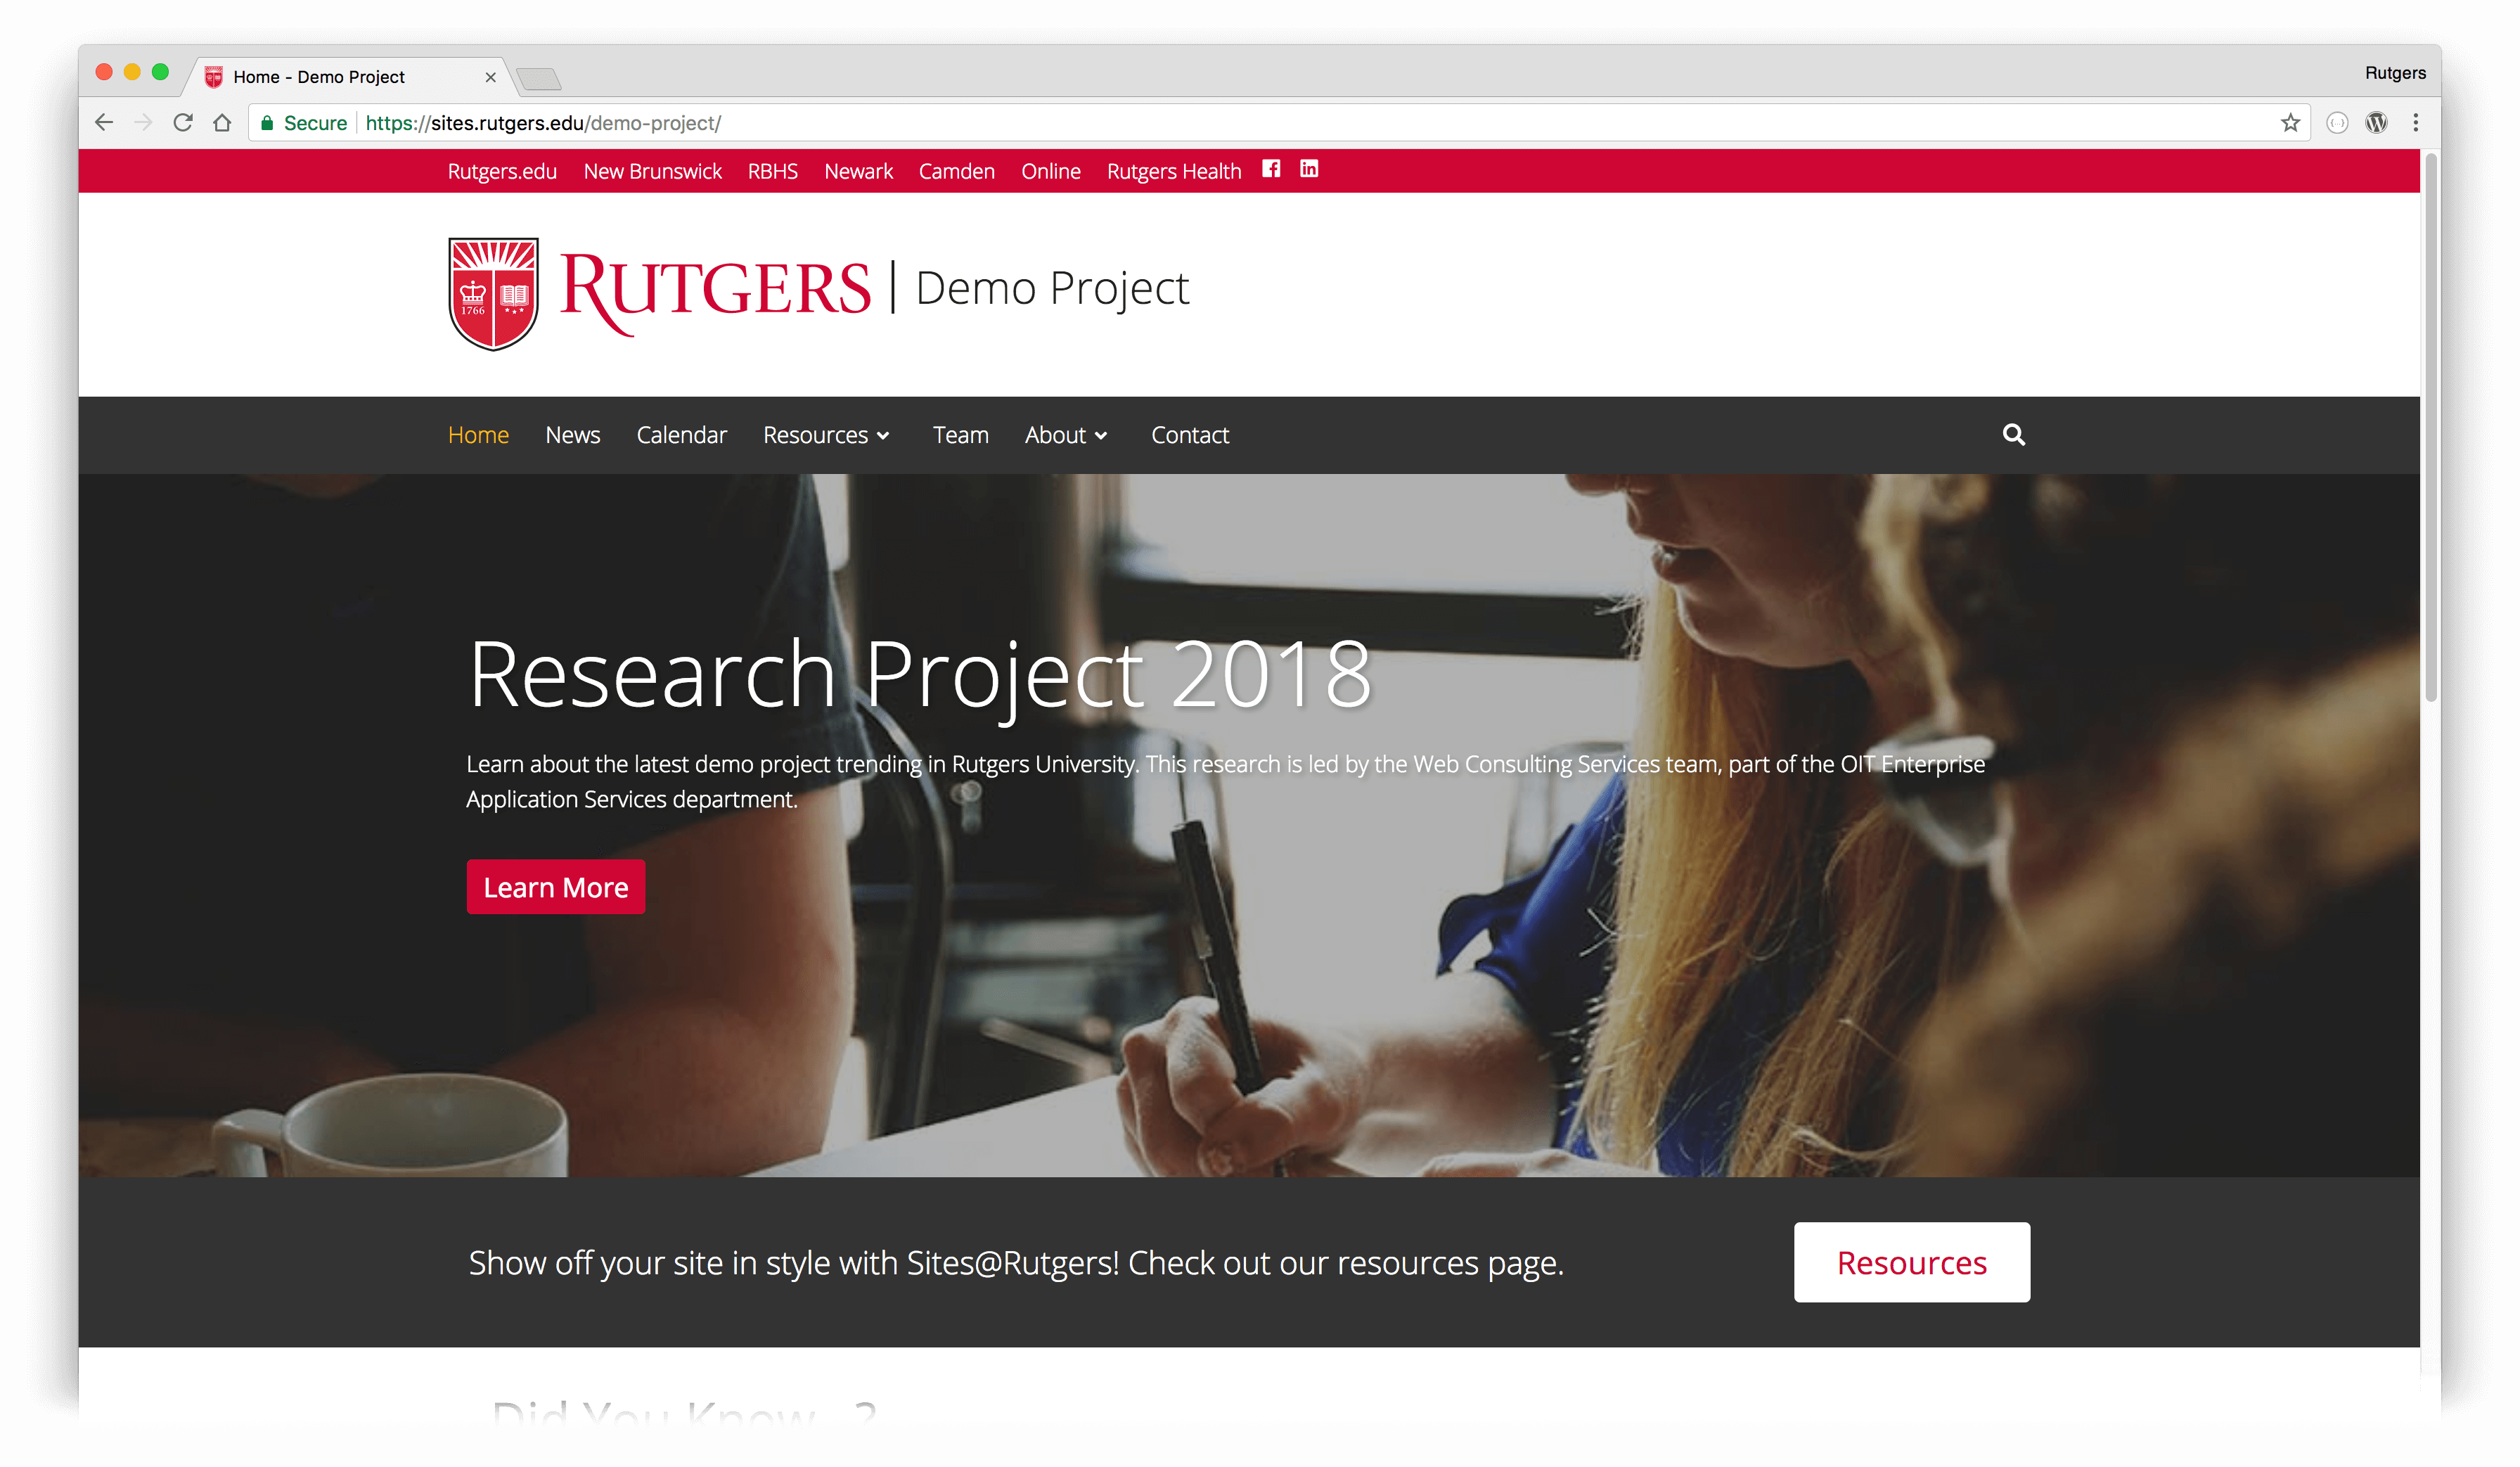 Home - Demo Project
Rutgers
Secure https://sites.rutgers.edu/demo-project/
Rutgers.edu New Brunswick RBHS Newark Camden Online Rutgers Health
1766
RUTGERS | Demo Project
Home News Calendar Resources Team About Contact
Research Project 2018
Learn about the latest demo project trending in Rutgers University. This research is led by the Web Consulting Services team, part of the OIT Enterprise
Application Services department.
Learn More
Show off your site in style with Sites@Rutgers! Check out our resources page.
Resources
Did You Know...?